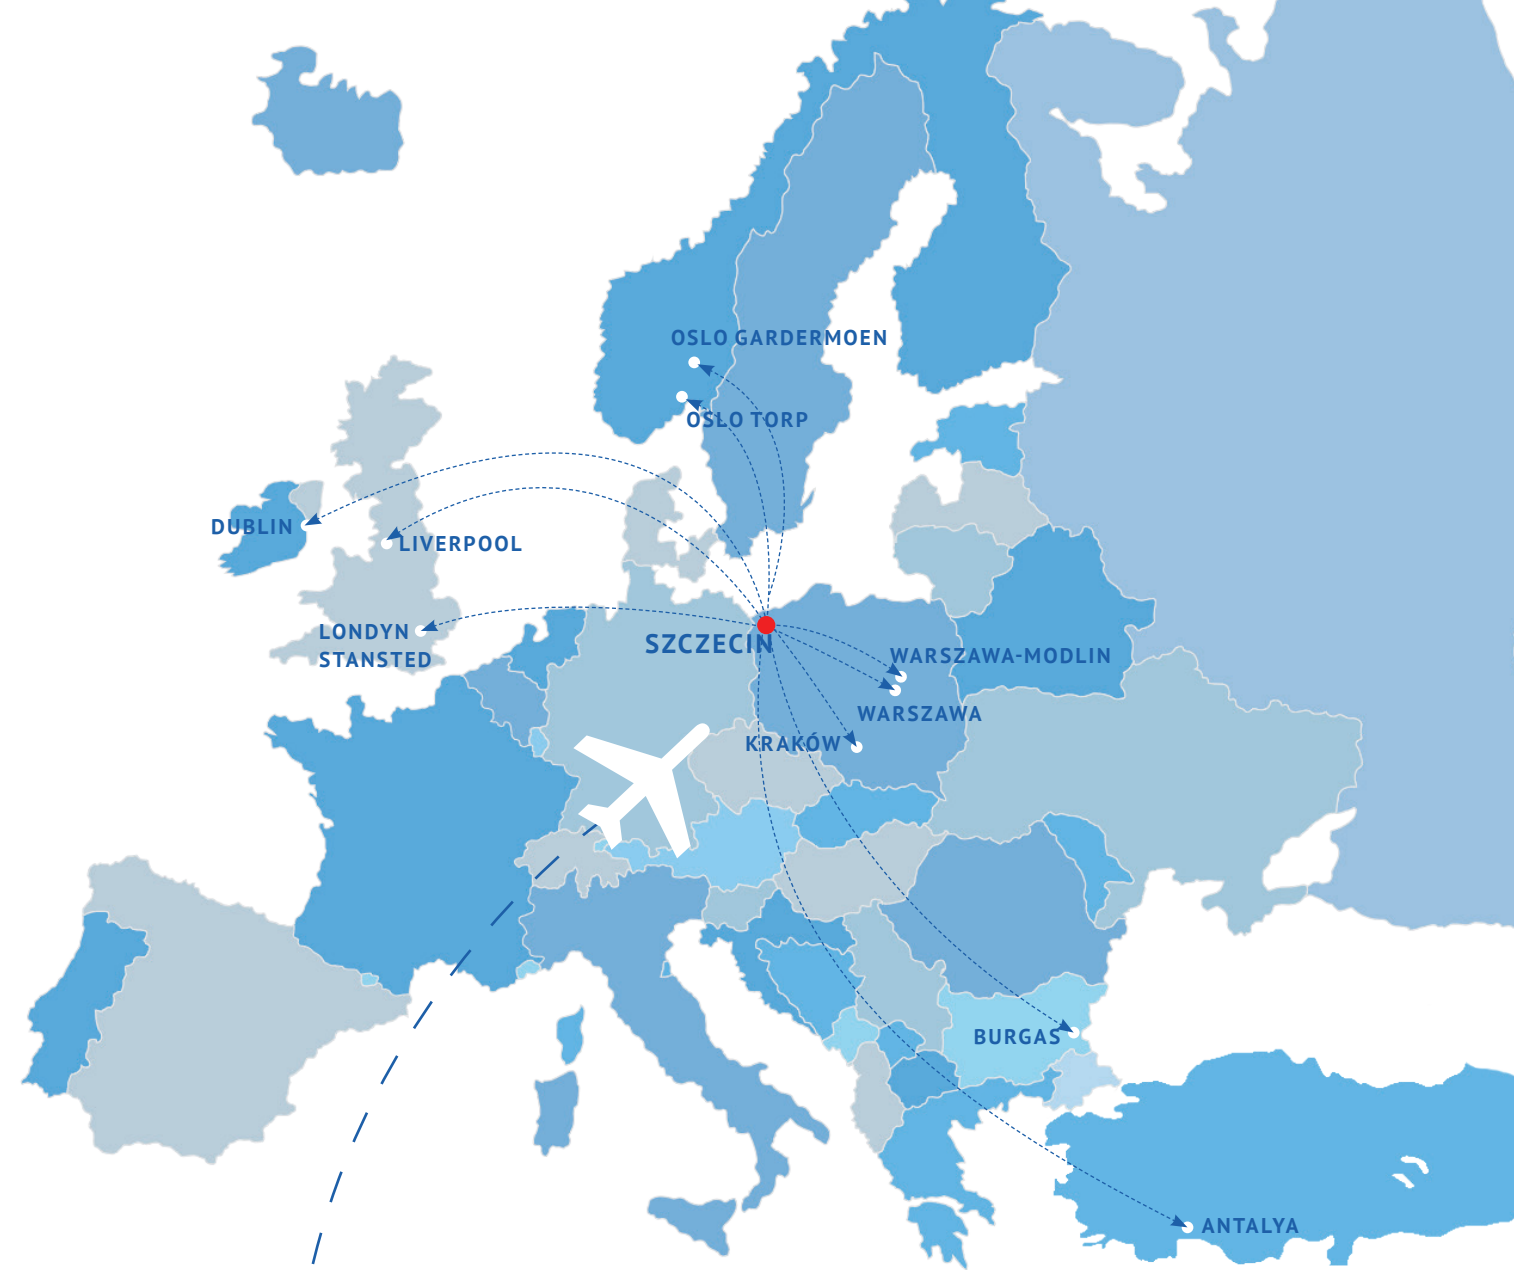 OSLO GARDERMOEN
OSLO TORP
DUBLIN
LIVERPOOL
LONDYN
STANSTED
SZCZECIN
WARSZAWA-MODLIN
WARSZAWA
KRAKÓW
BURGAS
ANTALYA